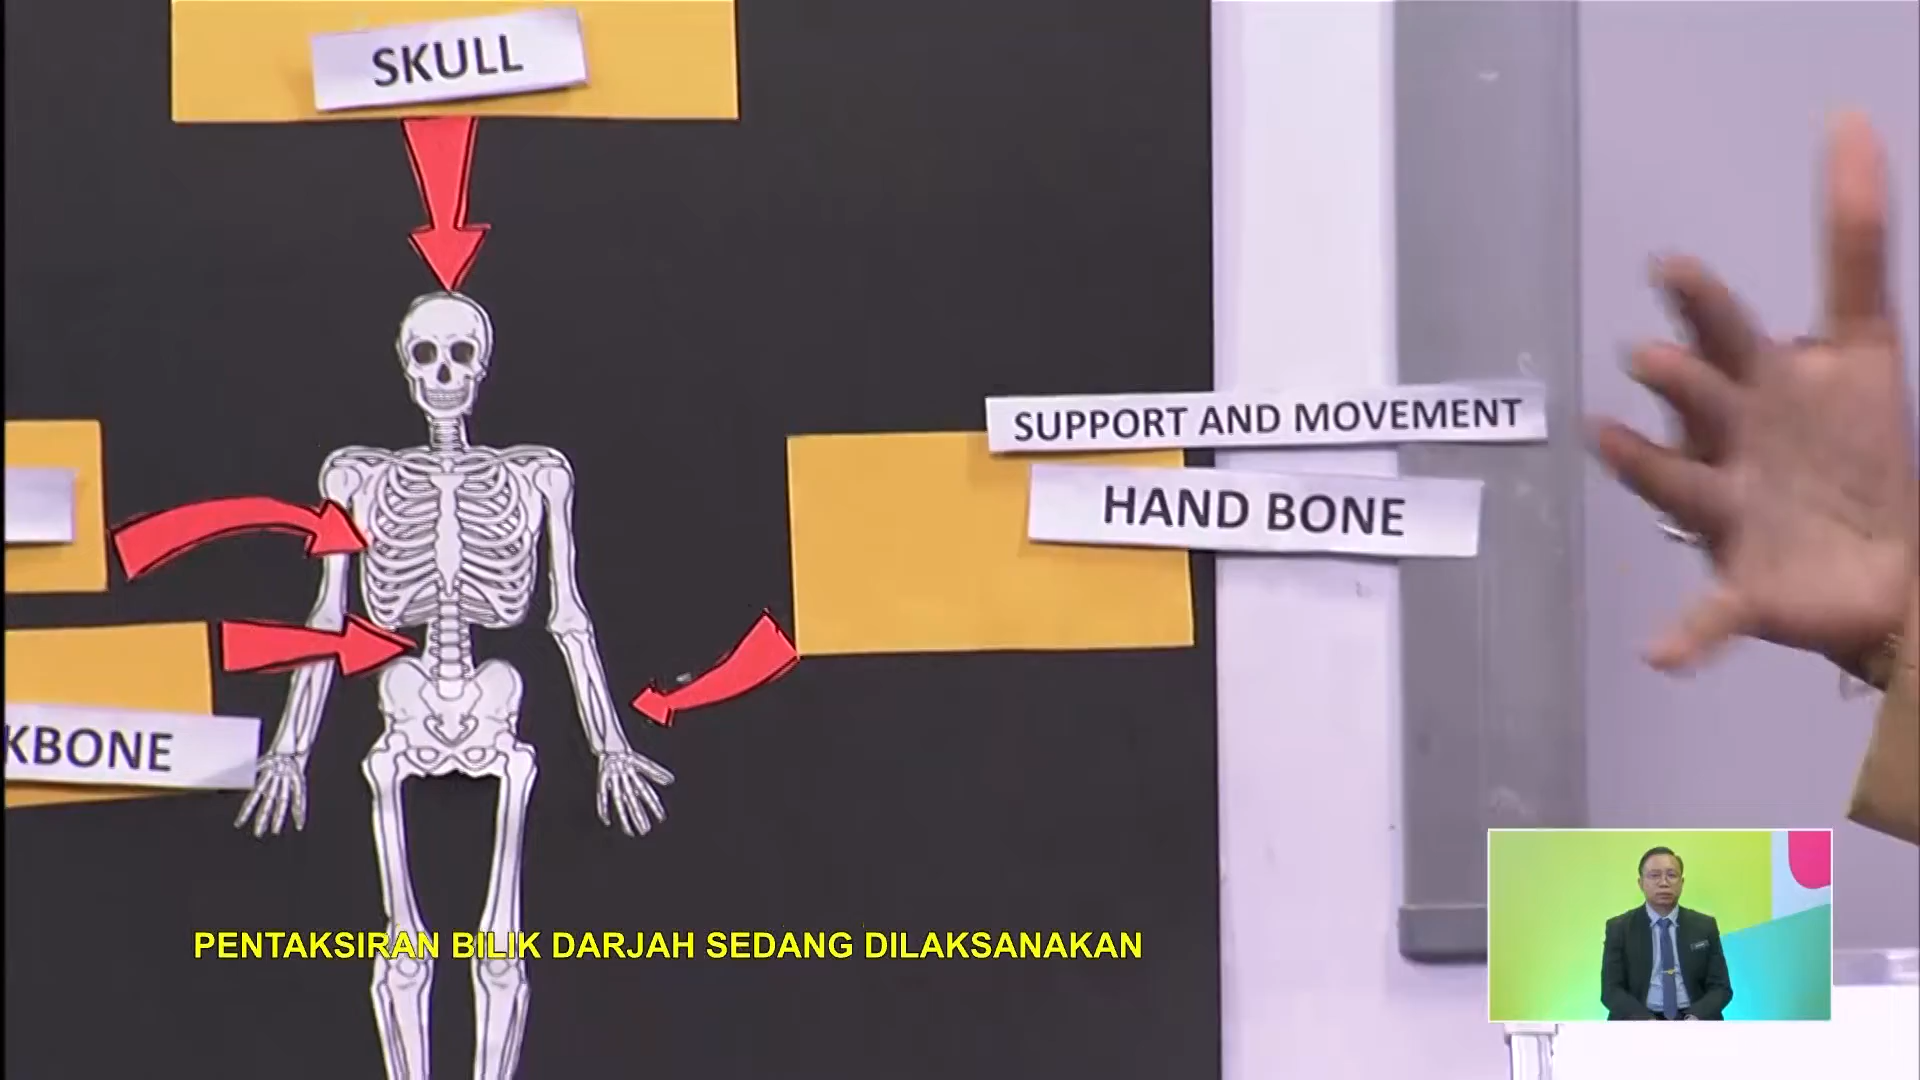 SKULL
SUPPORT AND MOVEMENT
HAND BONE
KBONE
PENTAKSIRAN BILIK DARJAH SEDANG DILAKSANAKAN